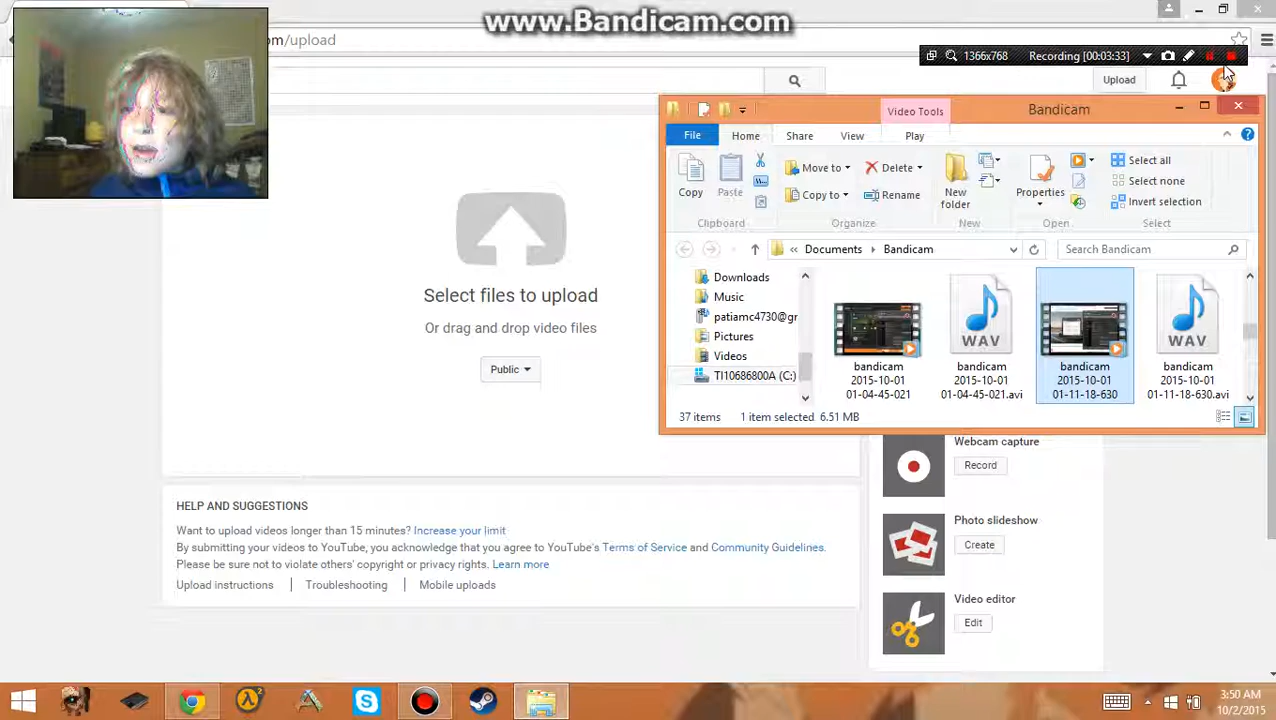 www.Bandicam.com
om/upload
1366x768
Recording [00:03:33]
Upload
Video Tools
Bandicam
File
Home
Share
View
Play
Copy
Paste
Move to
Copy to
Delete
Rename
New
folder
Properties
Select all
Select none
Invert selection
Clipboard
Organize
New
Open
Select
« Documents
Bandicam
Search Bandicam
Downloads
Music
patiamc4730@gr
Pictures
Videos
TI10686800A (C:)
WAV
WAV
bandicam
2015-10-01
01-04-45-021
bandicam
2015-10-01
01-04-45-021.avi
bandicam
2015-10-01
01-11-18-630
bandicam
2015-10-01
01-11-18-630.avi
37 items
1 item selected 6.51 MB
Select files to upload
Or drag and drop video files
Public
Webcam capture
Record
Photo slideshow
Create
Video editor
Edit
HELP AND SUGGESTIONS
Want to upload videos longer than 15 minutes? Increase your limit
By submitting your videos to YouTube, you acknowledge that you agree to YouTube's Terms of Service and Community Guidelines.
Please be sure not to violate others' copyright or privacy rights. Learn more
Upload instructions
Troubleshooting
Mobile uploads
3:50 AM
10/2/2015